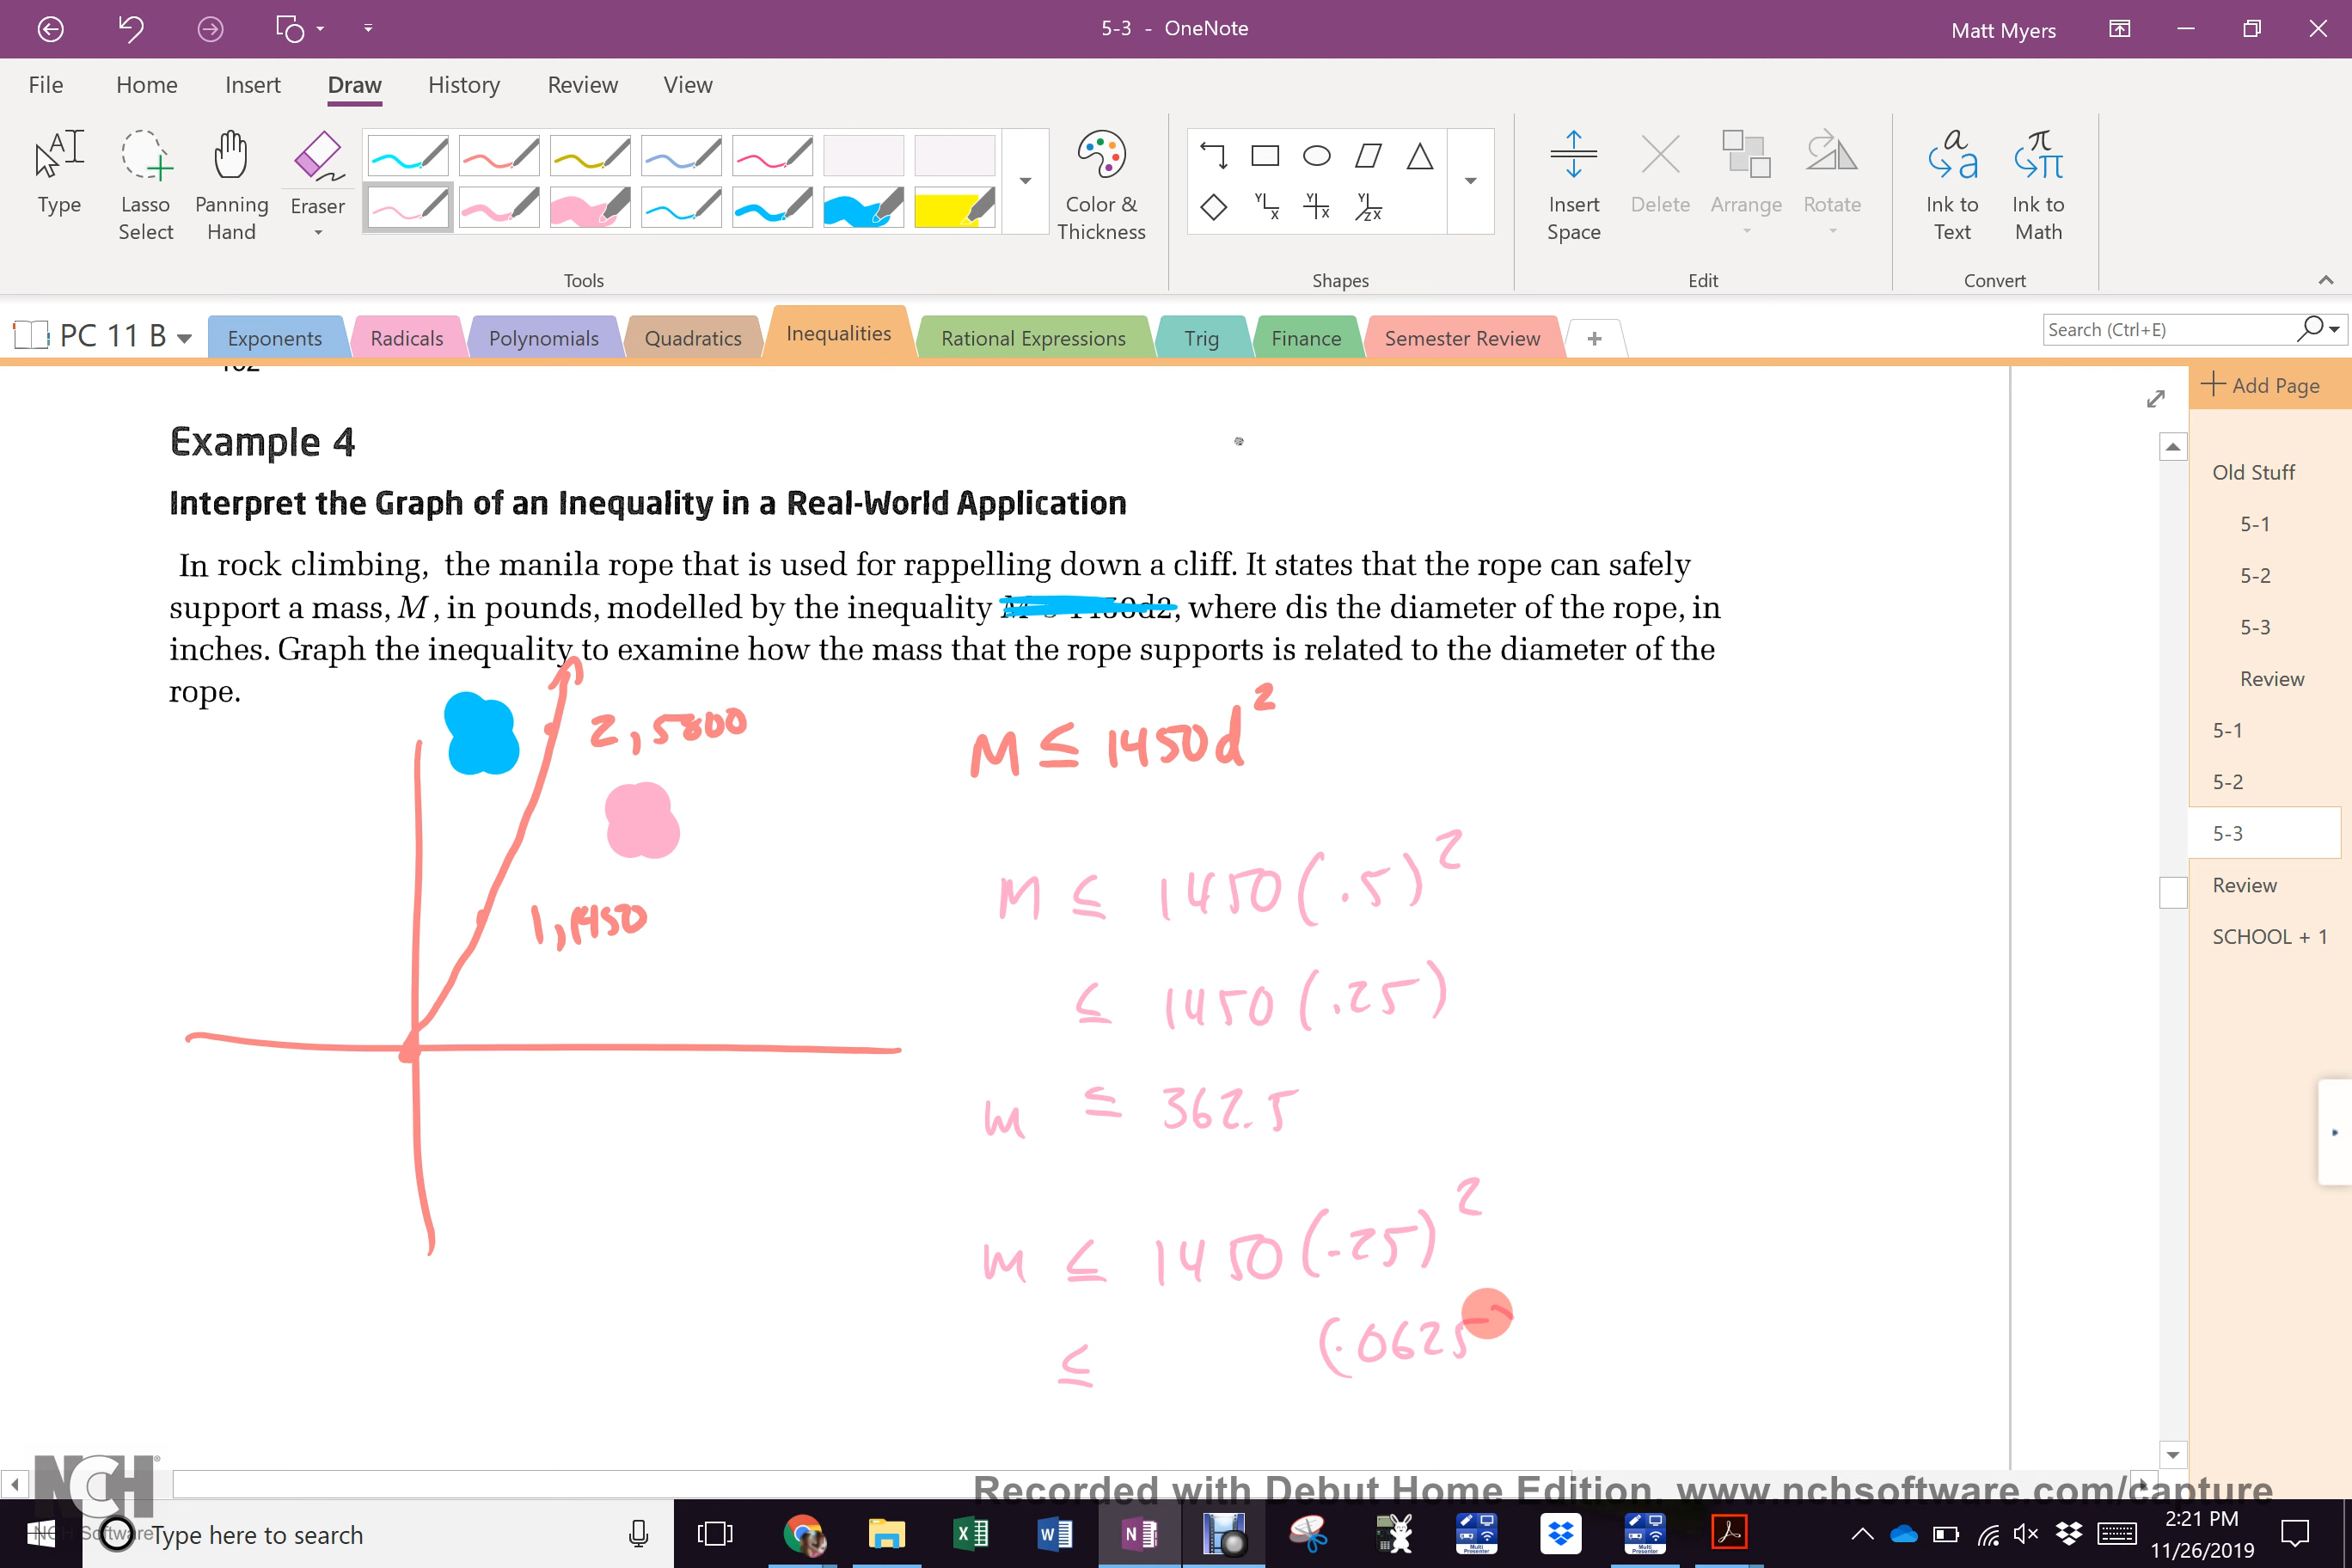 5-3 - OneNote
Matt Myers
File Home Insert Draw History Review View
Type
Lasso Select
Panning Hand
Eraser
Color & Thickness
Insert Space
Delete
Arrange
Rotate
Ink to Text
Ink to Math
Tools
Shapes
Edit
Convert
PC 11 B
Exponents Radicals Polynomials Quadratics Inequalities Rational Expressions Trig Finance Semester Review +
Search (Ctrl+E)
Add Page
Old Stuff
5-1
5-2
5-3
Review
5-1
5-2
5-3
Review
SCHOOL + 1
Example 4
Interpret the Graph of an Inequality in a Real-World Application
In rock climbing, the manila rope that is used for rappelling down a cliff. It states that the rope can safely
support a mass, M, in pounds, modelled by the inequality , where dis the diameter of the rope, in
inches. Graph the inequality to examine how the mass that the rope supports is related to the diameter of the
rope.
2, 5800
1, 1450
M ≤ 1450d²
M ≤ 1450(.5)²
≤ 1450(.25)
m ≤ 362.5
m ≤ 1450(.25)²
≤ (.0625
NCH
NCH Software
Recorded with Debut Home Edition. www.nchsoftware.com/capture
Type here to search
2:21 PM
11/26/2019